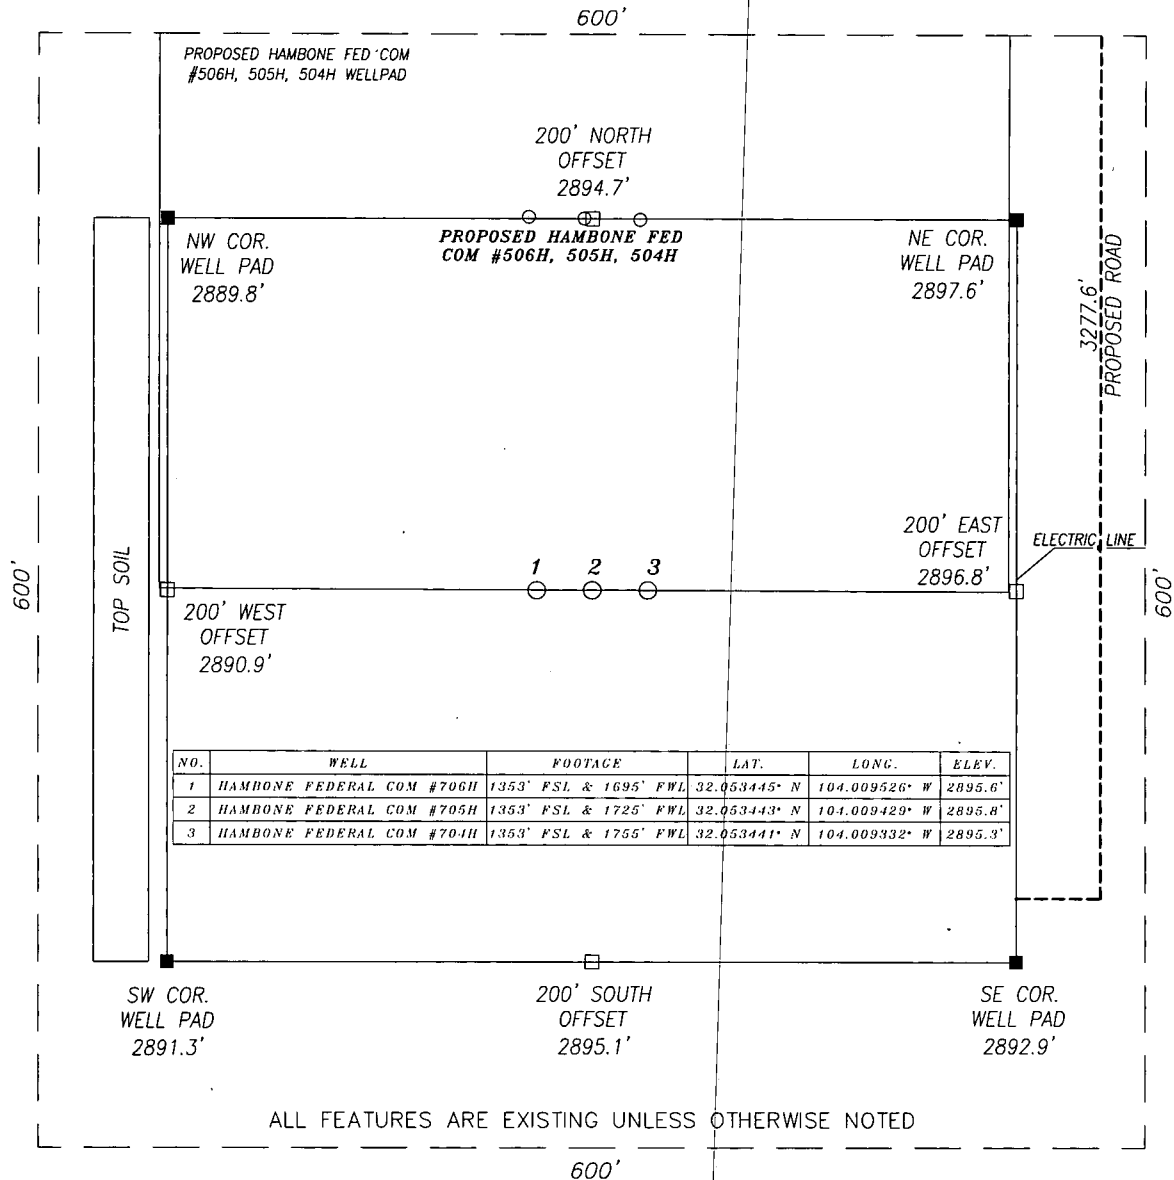 600'
PROPOSED HAMBONE FED COM
#506H, 505H, 504H WELLPAD
200' NORTH
OFFSET
2894.7'
PROPOSED HAMBONE FED
COM #506H, 505H, 504H
NW COR.
WELL PAD
2889.8'
NE COR.
WELL PAD
2897.6'
3277.6'
PROPOSED ROAD
200' EAST
OFFSET
2896.8'
ELECTRIC LINE
1 2 3
600'
TOP SOIL
600'
200' WEST
OFFSET
2890.9'
NO. WELL FOOTAGE LAT. LONG. ELEV.
1 HAMBONE FEDERAL COM #706H 1353' FSL & 1695' FWL 32.053445° N 104.009526° W 2895.6'
2 HAMBONE FEDERAL COM #705H 1353' FSL & 1725' FWL 32.053443° N 104.009429° W 2895.8'
3 HAMBONE FEDERAL COM #704H 1353' FSL & 1755' FWL 32.053441° N 104.009332° W 2895.3'
SW COR.
WELL PAD
2891.3'
200' SOUTH
OFFSET
2895.1'
SE COR.
WELL PAD
2892.9'
ALL FEATURES ARE EXISTING UNLESS OTHERWISE NOTED
600'